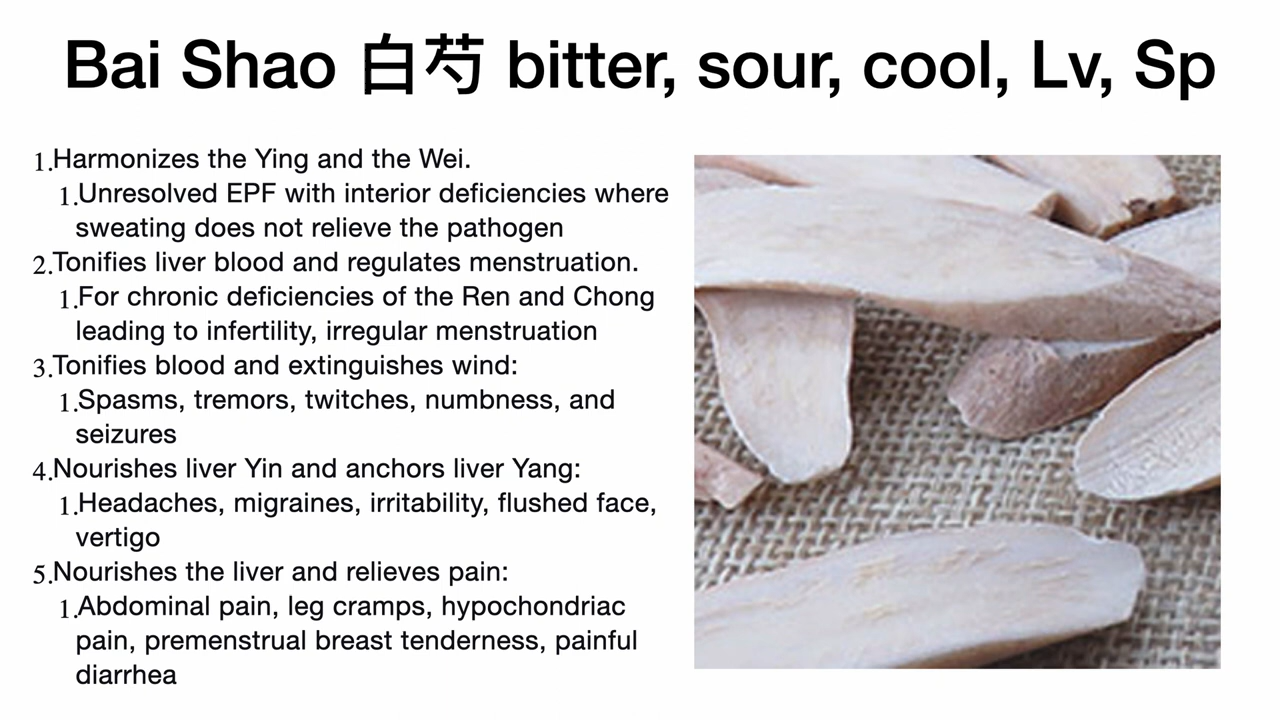 Bai Shao 白芍 bitter, sour, cool, Lv, Sp
1.Harmonizes the Ying and the Wei.
1.Unresolved EPF with interior deficiencies where
sweating does not relieve the pathogen
2.Tonifies liver blood and regulates menstruation.
1.For chronic deficiencies of the Ren and Chong
leading to infertility, irregular menstruation
3.Tonifies blood and extinguishes wind:
1.Spasms, tremors, twitches, numbness, and
seizures
4.Nourishes liver Yin and anchors liver Yang:
1.Headaches, migraines, irritability, flushed face,
vertigo
5.Nourishes the liver and relieves pain:
1.Abdominal pain, leg cramps, hypochondriac
pain, premenstrual breast tenderness, painful
diarrhea